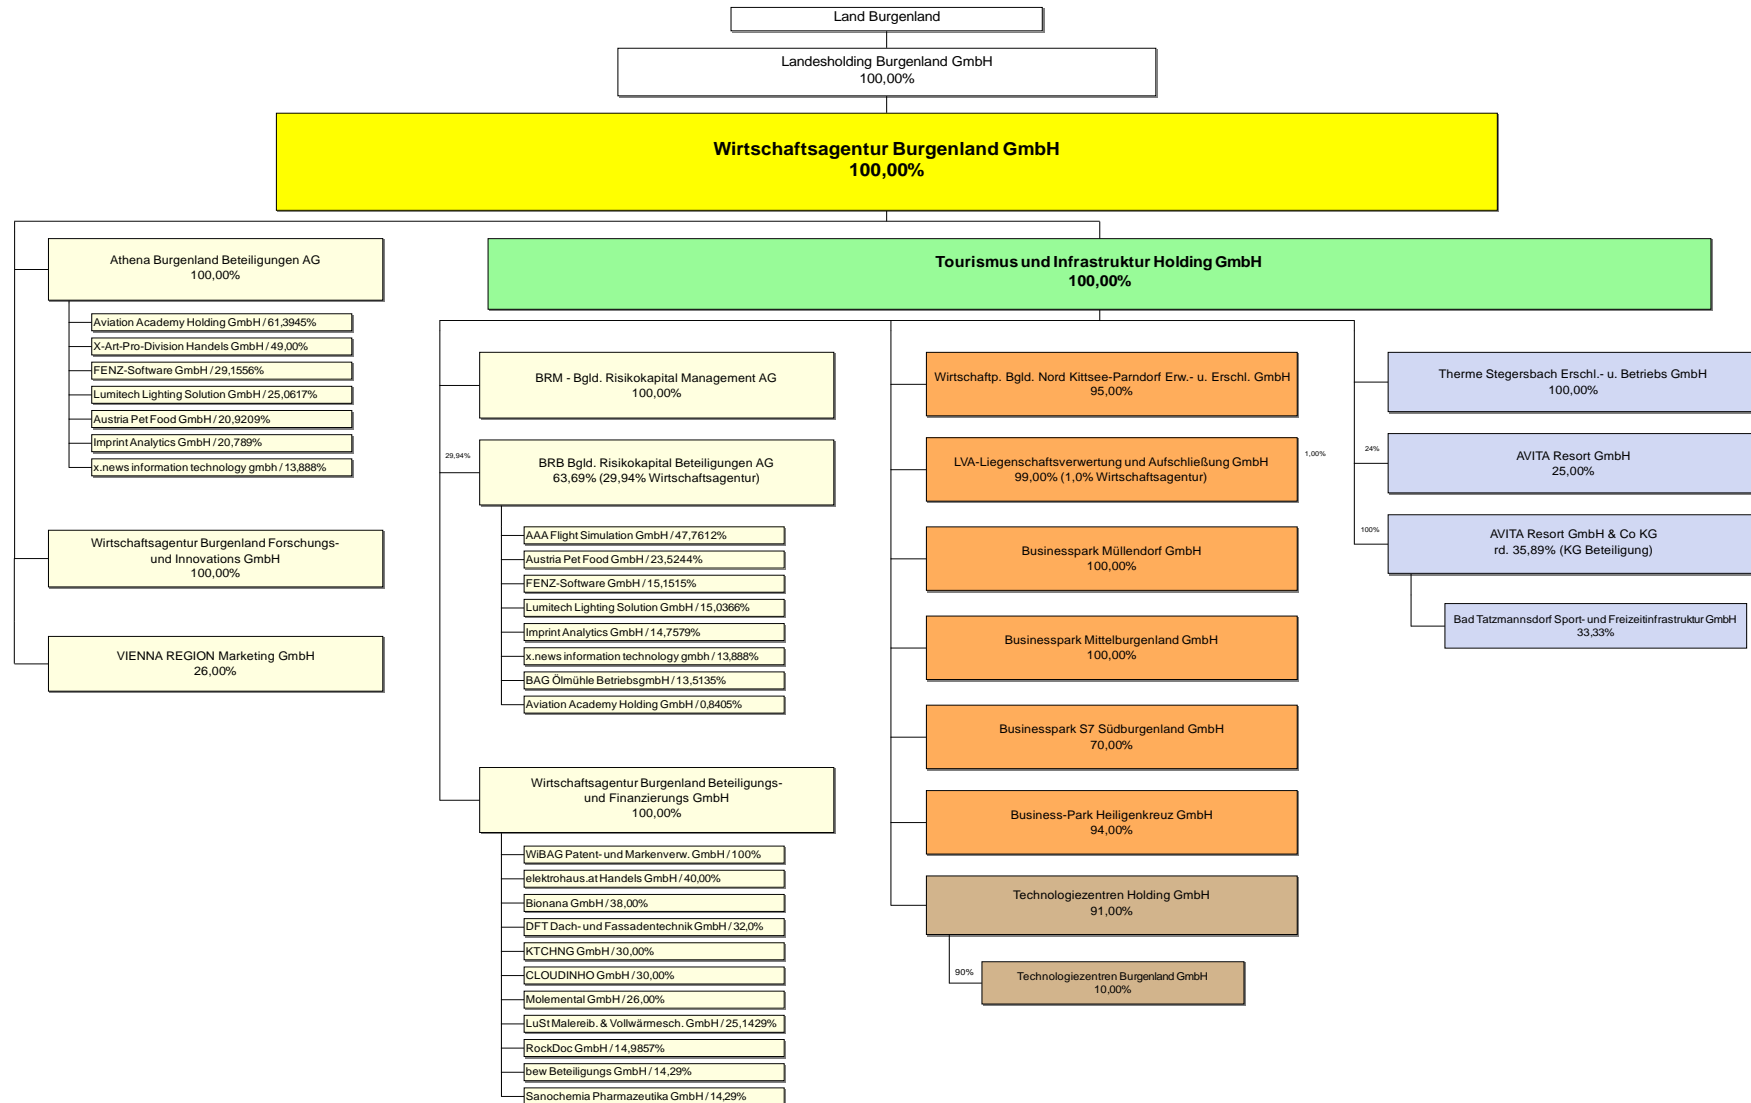 Land Burgenland
Landesholding Burgenland GmbH
100,00%
Wirtschaftsagentur Burgenland GmbH
100,00%
Athena Burgenland Beteiligungen AG
100,00%
Aviation Academy Holding GmbH / 61,3945%
X-Art-Pro-Division Handels GmbH / 49,00%
FENZ-Software GmbH / 29,1556%
Lumitech Lighting Solution GmbH / 25,0617%
Austria Pet Food GmbH / 20,9209%
Imprint Analytics GmbH / 20,789%
x.news information technology gmbh / 13,888%
Wirtschaftsagentur Burgenland Forschungs-
und Innovations GmbH
100,00%
VIENNA REGION Marketing GmbH
26,00%
Tourismus und Infrastruktur Holding GmbH
100,00%
BRM - Bgld. Risikokapital Management AG
100,00%
29,94%
BRB Bgld. Risikokapital Beteiligungen AG
63,69% (29,94% Wirtschaftsagentur)
AAA Flight Simulation GmbH / 47,7612%
Austria Pet Food GmbH / 23,5244%
FENZ-Software GmbH / 15,1515%
Lumitech Lighting Solution GmbH / 15,0366%
Imprint Analytics GmbH / 14,7579%
x.news information technology gmbh / 13,888%
BAG Ölmühle BetriebsgmbH / 13,5135%
Aviation Academy Holding GmbH / 0,8405%
Wirtschaftsagentur Burgenland Beteiligungs-
und Finanzierungs GmbH
100,00%
WiBAG Patent- und Markenverw. GmbH / 100%
elektrohaus.at Handels GmbH / 40,00%
Bionana GmbH / 38,00%
DFT Dach- und Fassadentechnik GmbH / 32,0%
KTCHNG GmbH / 30,00%
CLOUDINHO GmbH / 30,00%
Molemental GmbH / 26,00%
LuSt Malereib. & Vollwärmesch. GmbH / 25,1429%
RockDoc GmbH / 14,9857%
bew Beteiligungs GmbH / 14,29%
Sanochemia Pharmazeutika GmbH / 14,29%
Wirtschaftp. Bgld. Nord Kittsee-Parndorf Erw.- u. Erschl. GmbH
95,00%
LVA-Liegenschaftsverwertung und Aufschließung GmbH
99,00% (1,0% Wirtschaftsagentur)
1,00%
Businesspark Müllendorf GmbH
100,00%
Businesspark Mittelburgenland GmbH
100,00%
Businesspark S7 Südburgenland GmbH
70,00%
Business-Park Heiligenkreuz GmbH
94,00%
Technologiezentren Holding GmbH
91,00%
90%
Technologiezentren Burgenland GmbH
10,00%
Therme Stegersbach Erschl.- u. Betriebs GmbH
100,00%
24%
AVITA Resort GmbH
25,00%
100%
AVITA Resort GmbH & Co KG
rd. 35,89% (KG Beteiligung)
Bad Tatzmannsdorf Sport- und Freizeitinfrastruktur GmbH
33,33%